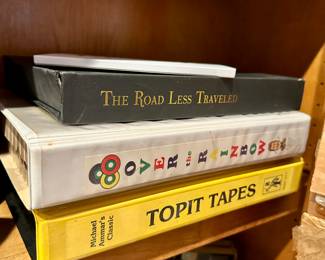 THE ROAD LESS TRAVELED
OVER the RAINBOW
Michael
Ammar's
Classic
TOPIT TAPES